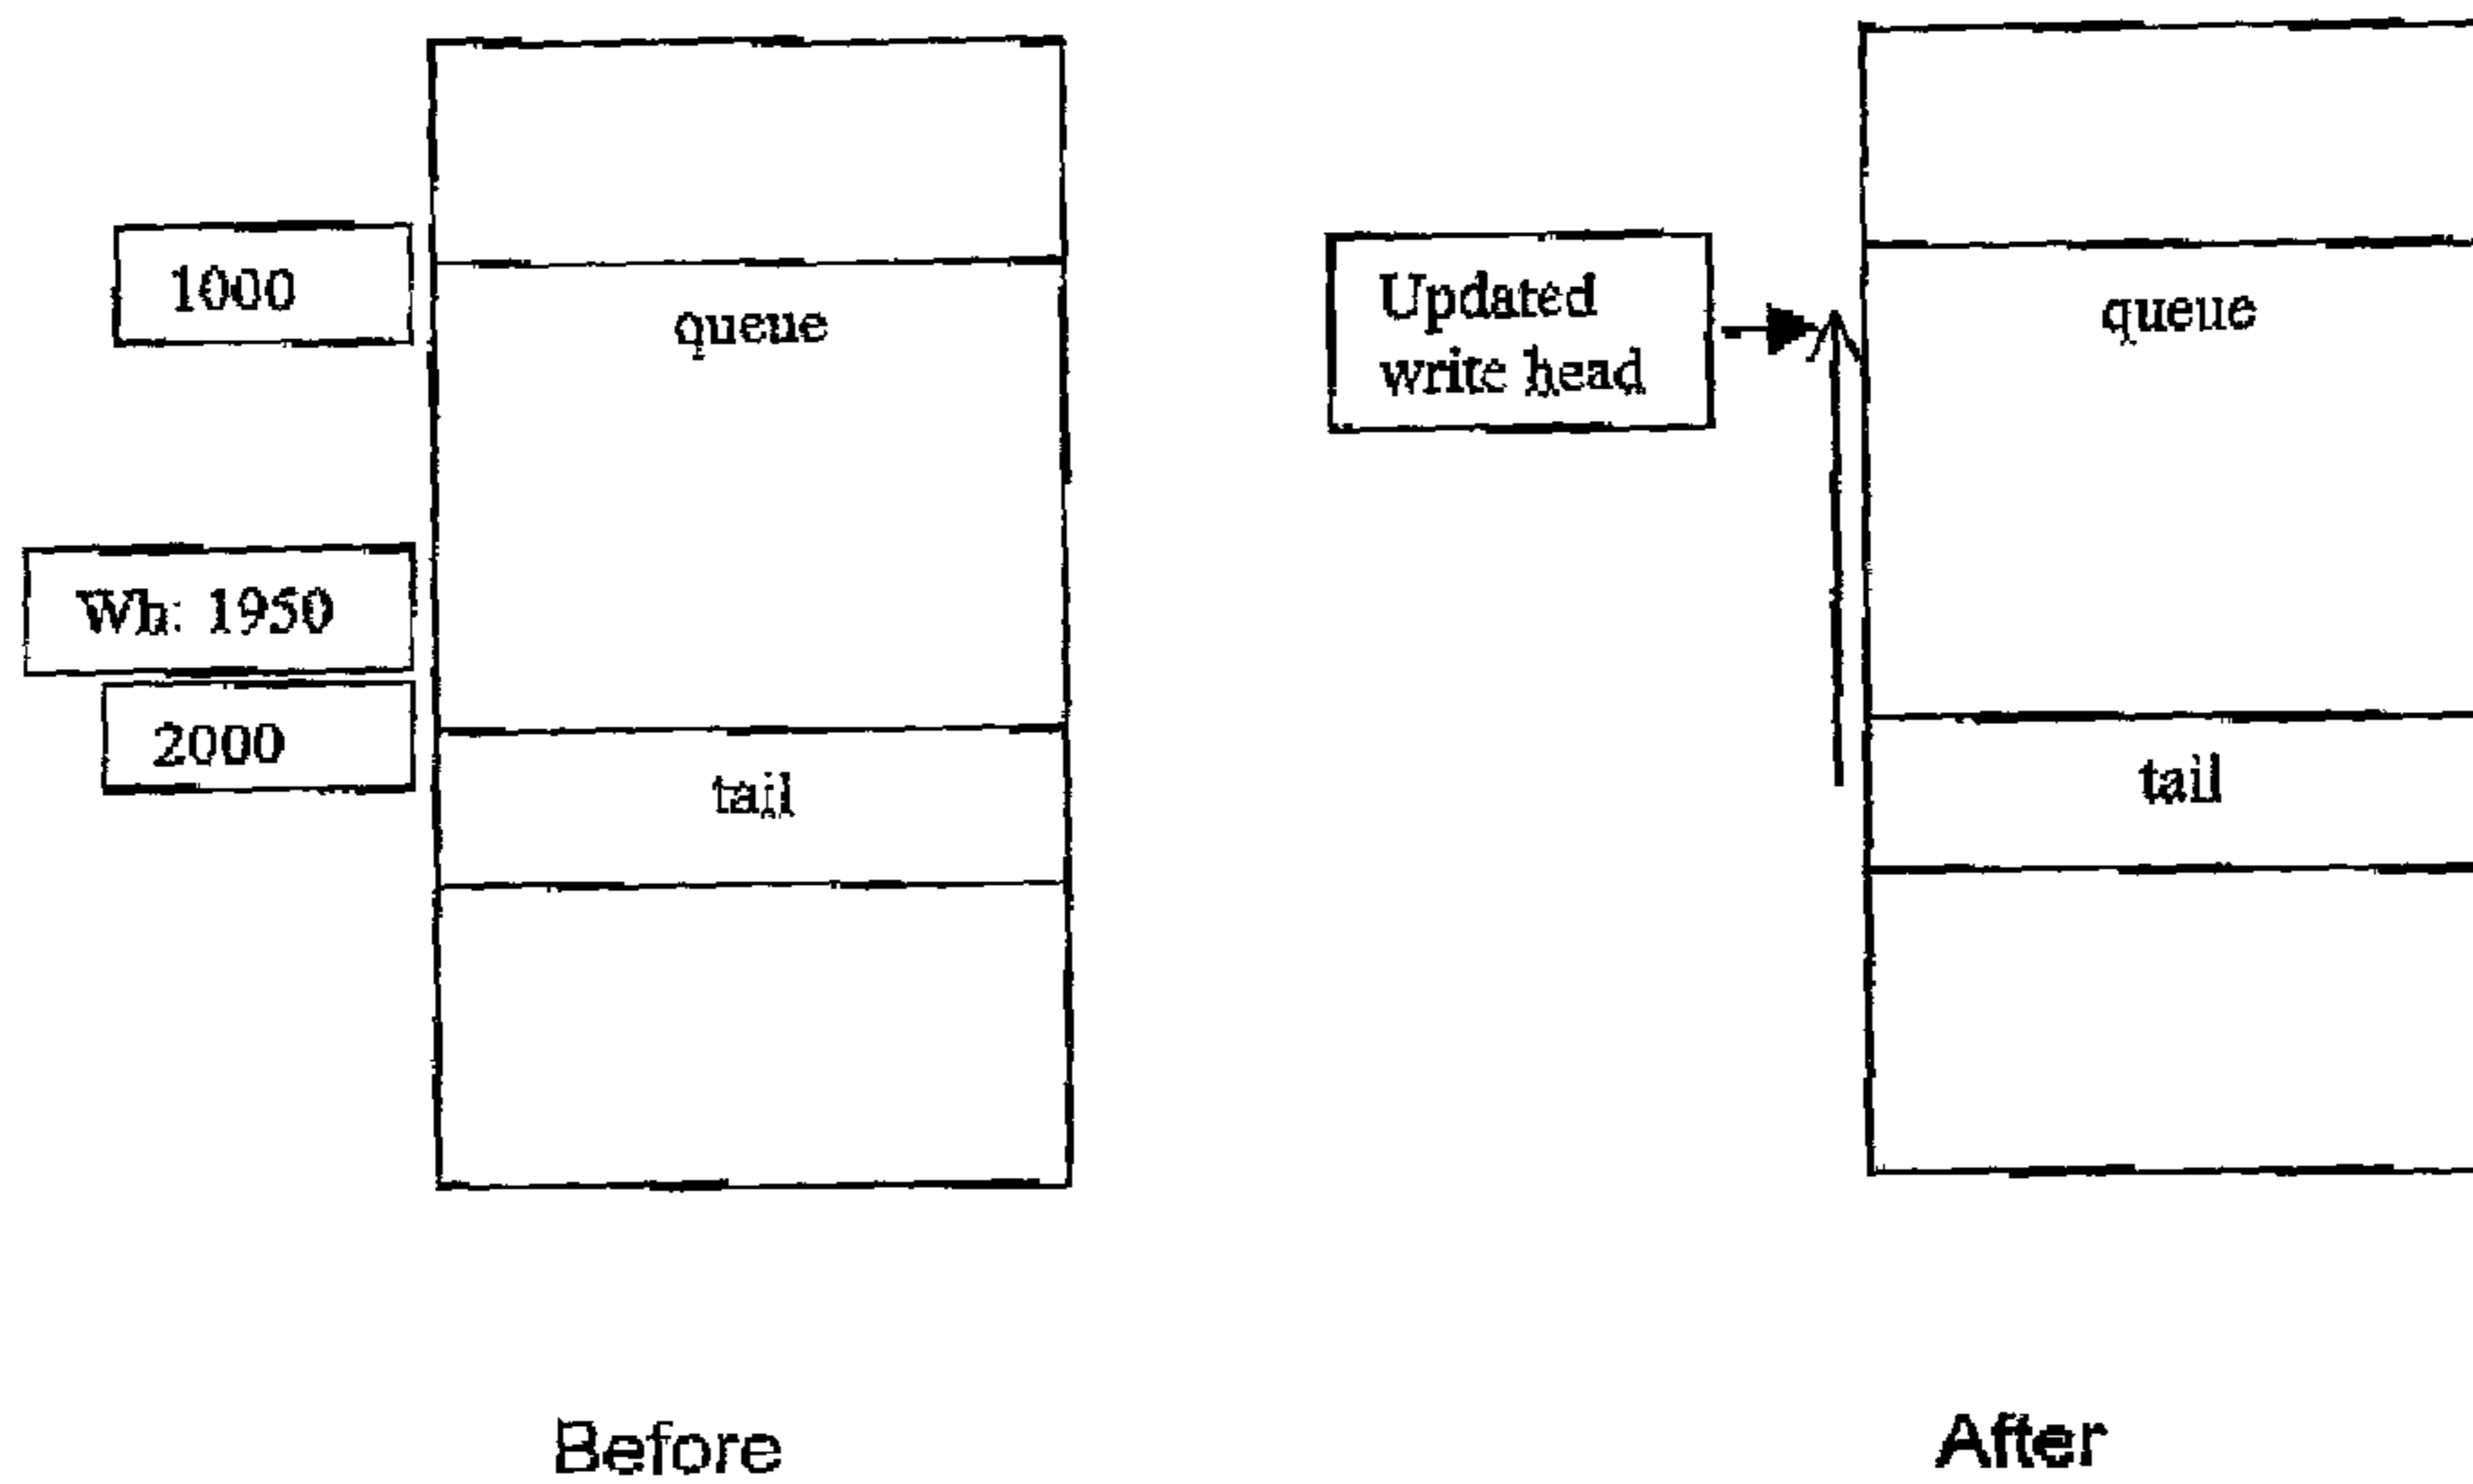 1000
queue
Wh: 1950
2000
tail
Before
Updated
write head
queue
tail
After